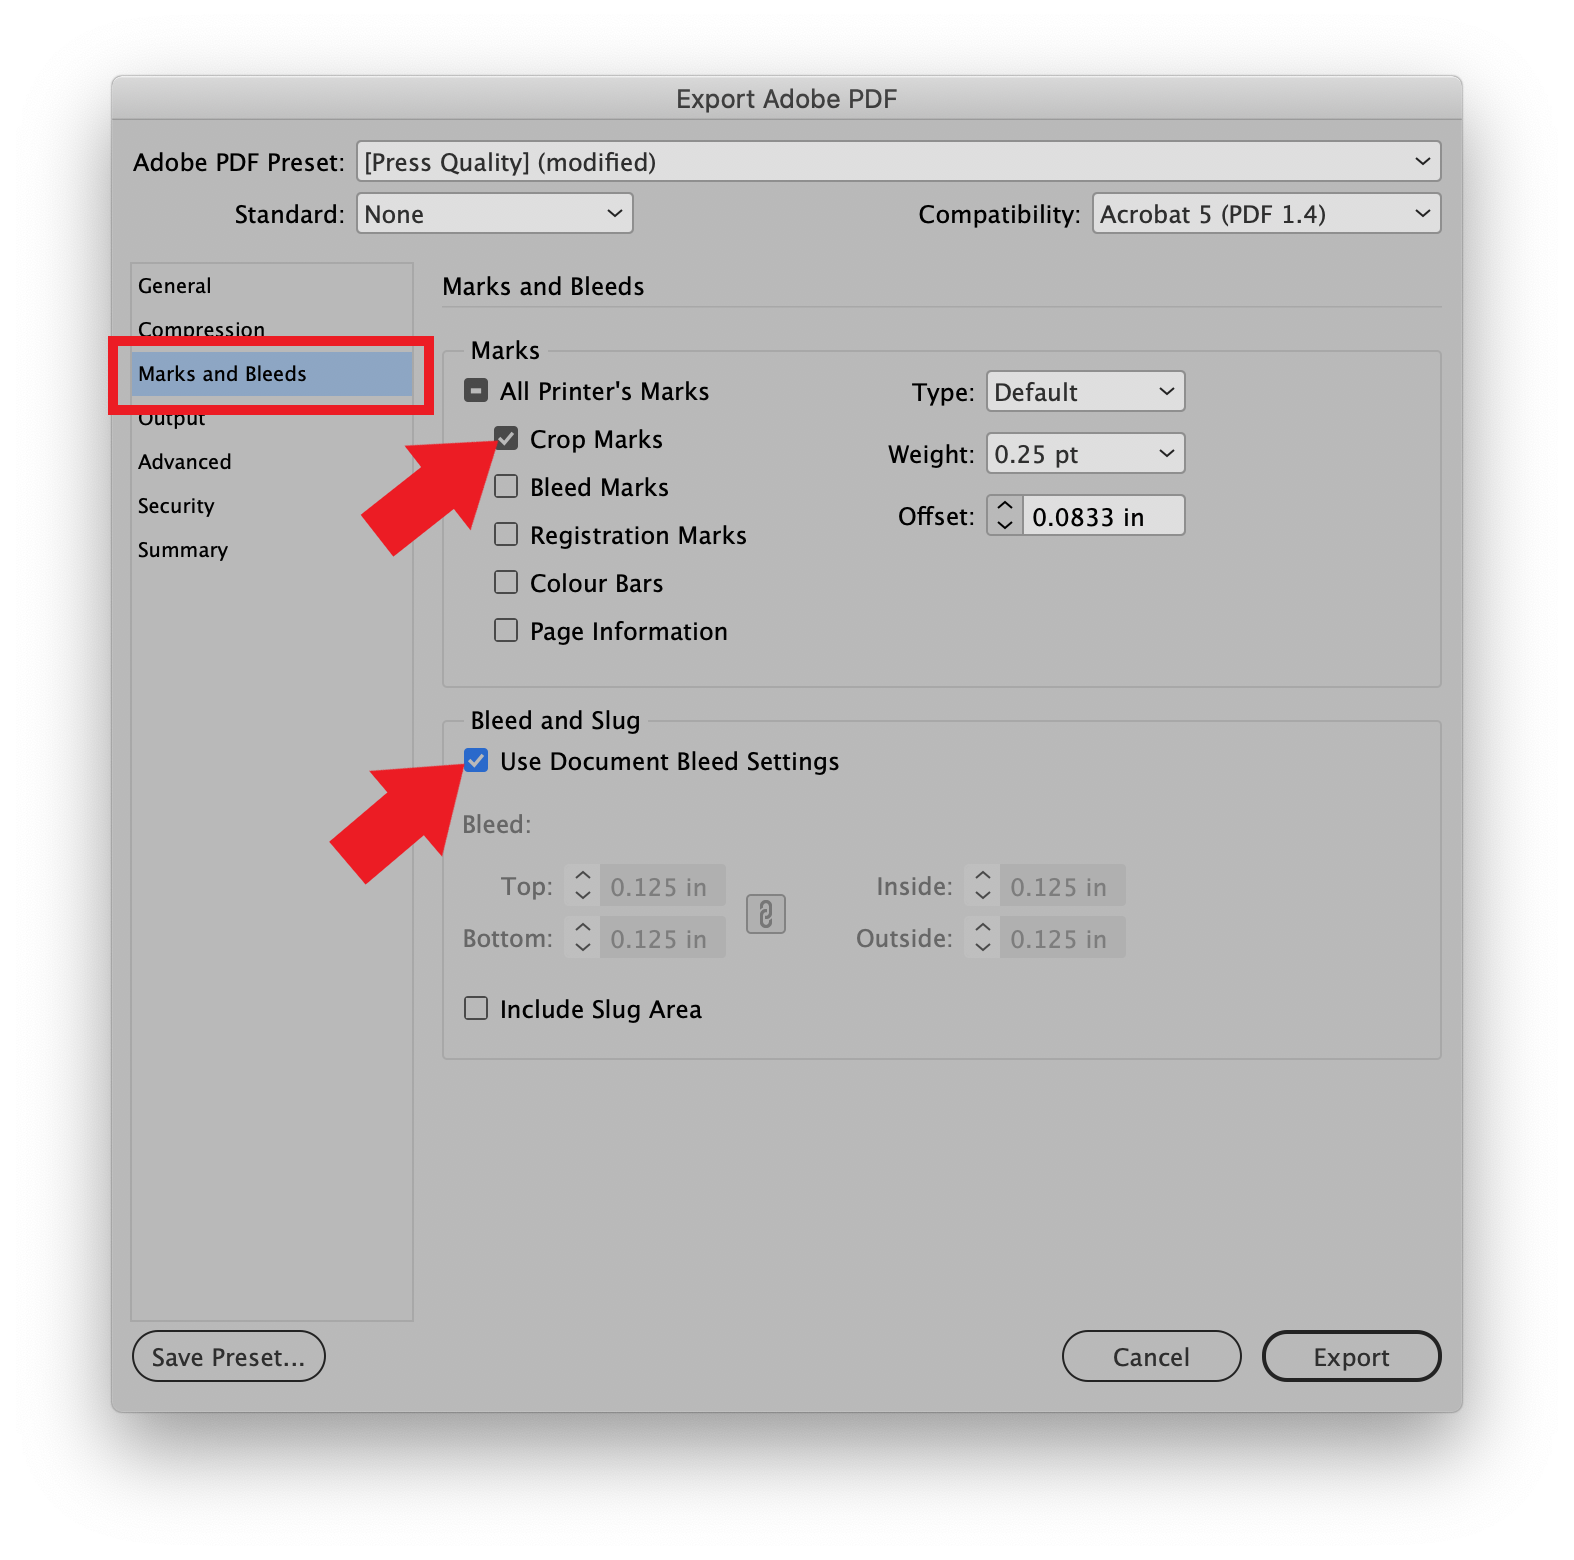 Export Adobe PDF
Adobe PDF Preset: [Press Quality] (modified)
Standard: None
Compatibility: Acrobat 5 (PDF 1.4)
General
Compression
Marks and Bleeds
Output
Advanced
Security
Summary
Marks and Bleeds
Marks
All Printer's Marks
Crop Marks
Bleed Marks
Registration Marks
Colour Bars
Page Information
Type: Default
Weight: 0.25 pt
Offset: 0.0833 in
Bleed and Slug
Use Document Bleed Settings
Bleed:
Top: 0.125 in
Bottom: 0.125 in
Inside: 0.125 in
Outside: 0.125 in
Include Slug Area
Save Preset...
Cancel
Export